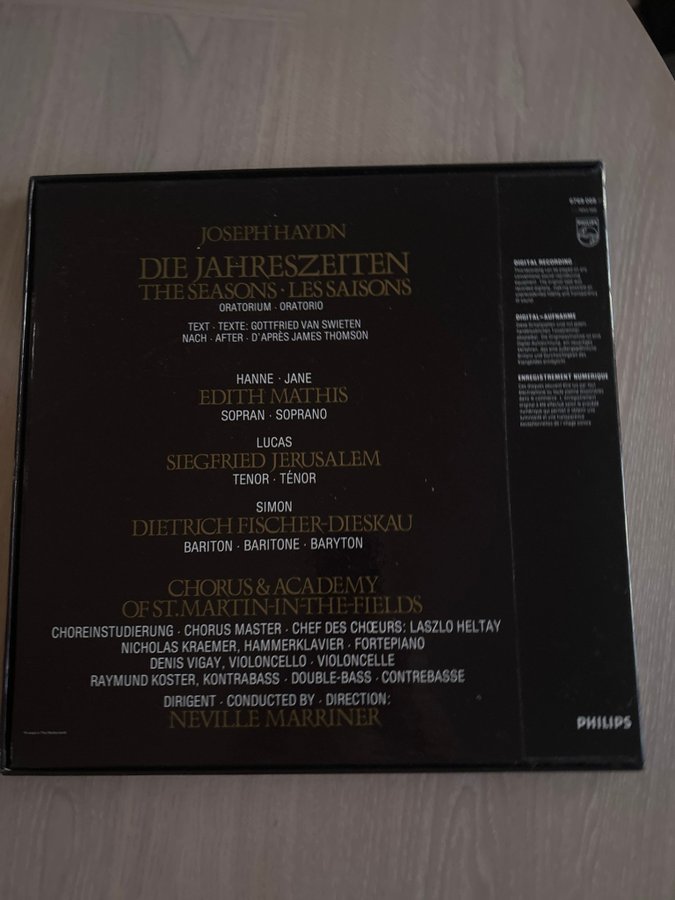 JOSEPH HAYDN
DIE JAHRESZEITEN
THE SEASONS · LES SAISONS
ORATORIUM · ORATORIO
TEXT · TEXTE: GOTTFRIED VAN SWIETEN
NACH · AFTER · D'APRÈS JAMES THOMSON
HANNE · JANE
EDITH MATHIS
SOPRAN · SOPRANO
LUCAS
SIEGFRIED JERUSALEM
TENOR · TÉNOR
SIMON
DIETRICH FISCHER-DIESKAU
BARITON · BARITONE · BARYTON
CHORUS & ACADEMY
OF ST. MARTIN-IN-THE-FIELDS
CHOREINSTUDIERUNG · CHORUS MASTER · CHEF DES CHŒURS: LASZLO HELTAY
NICHOLAS KRAEMER, HAMMERKLAVIER · FORTEPIANO
DENIS VIGAY, VIOLONCELLO · VIOLONCELLE
RAYMUND KOSTER, KONTRABASS · DOUBLE-BASS · CONTREBASSE
DIRIGENT · CONDUCTED BY · DIRECTION:
NEVILLE MARRINER
PHILIPS
DIGITAL RECORDING
DIGITAL-AUFNAHME
ENREGISTREMENT NUMERIQUE
PHILIPS